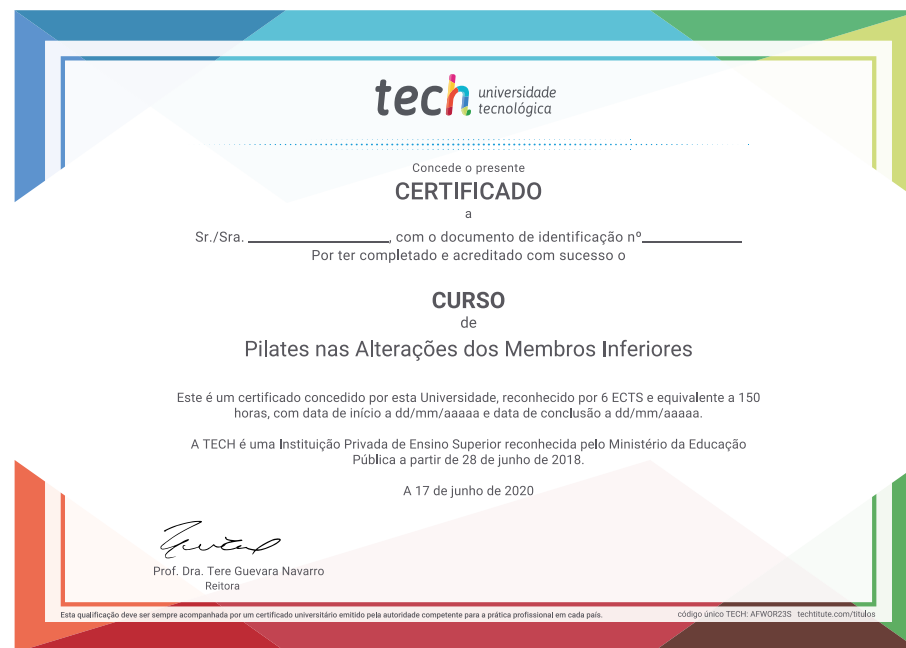 tech universidade
tecnológica
Concede o presente
CERTIFICADO
a
Sr./Sra. ____________________, com o documento de identificação nº______________
Por ter completado e acreditado com sucesso o
CURSO
de
Pilates nas Alterações dos Membros Inferiores
Este é um certificado concedido por esta Universidade, reconhecido por 6 ECTS e equivalente a 150
horas, com data de início a dd/mm/aaaaa e data de conclusão a dd/mm/aaaaa.
A TECH é uma Instituição Privada de Ensino Superior reconhecida pelo Ministério da Educação
Pública a partir de 28 de junho de 2018.
A 17 de junho de 2020
Prof. Dra. Tere Guevara Navarro
Reitora
Esta qualificação deve ser sempre acompanhada por um certificado universitário emitido pela autoridade competente para a prática profissional em cada país.
código único TECH: AFWOR23S techtitute.com/titulos